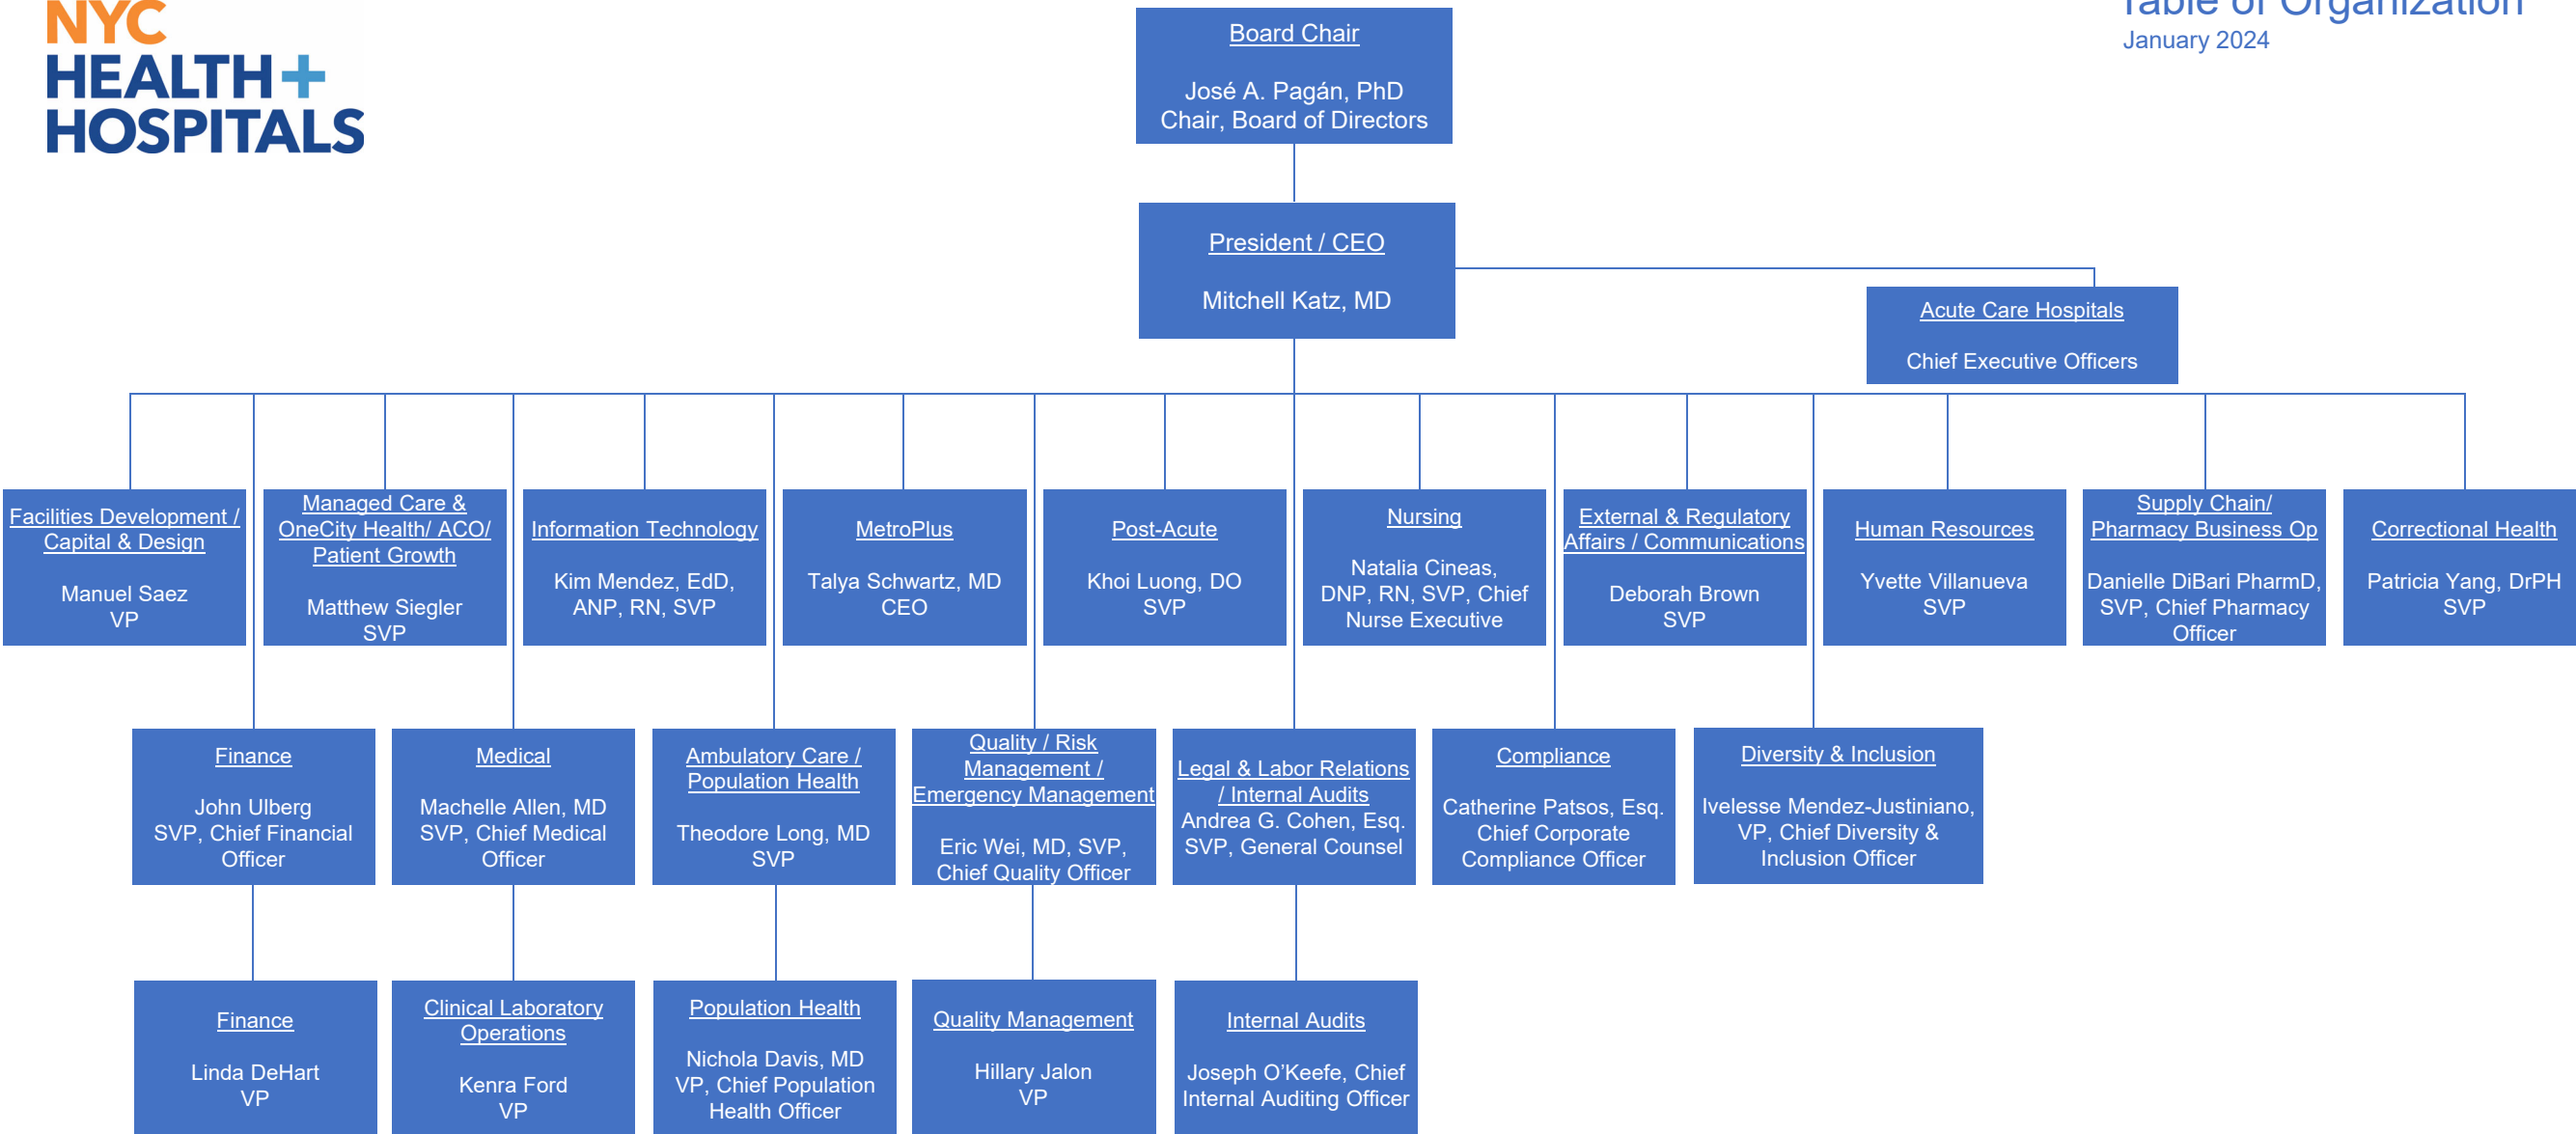 NYC
HEALTH+
HOSPITALS
Table of Organization
January 2024
Board Chair
José A. Pagán, PhD
Chair, Board of Directors
President / CEO
Mitchell Katz, MD
Acute Care Hospitals
Chief Executive Officers
Facilities Development /
Capital & Design
Manuel Saez
VP
Managed Care &
OneCity Health/ ACO/
Patient Growth
Matthew Siegler
SVP
Information Technology
Kim Mendez, EdD,
ANP, RN, SVP
MetroPlus
Talya Schwartz, MD
CEO
Post-Acute
Khoi Luong, DO
SVP
Nursing
Natalia Cineas,
DNP, RN, SVP, Chief
Nurse Executive
External & Regulatory
Affairs / Communications
Deborah Brown
SVP
Human Resources
Yvette Villanueva
SVP
Supply Chain/
Pharmacy Business Op
Danielle DiBari PharmD,
SVP, Chief Pharmacy
Officer
Correctional Health
Patricia Yang, DrPH
SVP
Finance
John Ulberg
SVP, Chief Financial
Officer
Medical
Machelle Allen, MD
SVP, Chief Medical
Officer
Ambulatory Care /
Population Health
Theodore Long, MD
SVP
Quality / Risk
Management /
Emergency Management
Eric Wei, MD, SVP,
Chief Quality Officer
Legal & Labor Relations
/ Internal Audits
Andrea G. Cohen, Esq.
SVP, General Counsel
Compliance
Catherine Patsos, Esq.
Chief Corporate
Compliance Officer
Diversity & Inclusion
Ivelesse Mendez-Justiniano,
VP, Chief Diversity &
Inclusion Officer
Finance
Linda DeHart
VP
Clinical Laboratory
Operations
Kenra Ford
VP
Population Health
Nichola Davis, MD
VP, Chief Population
Health Officer
Quality Management
Hillary Jalon
VP
Internal Audits
Joseph O'Keefe, Chief
Internal Auditing Officer